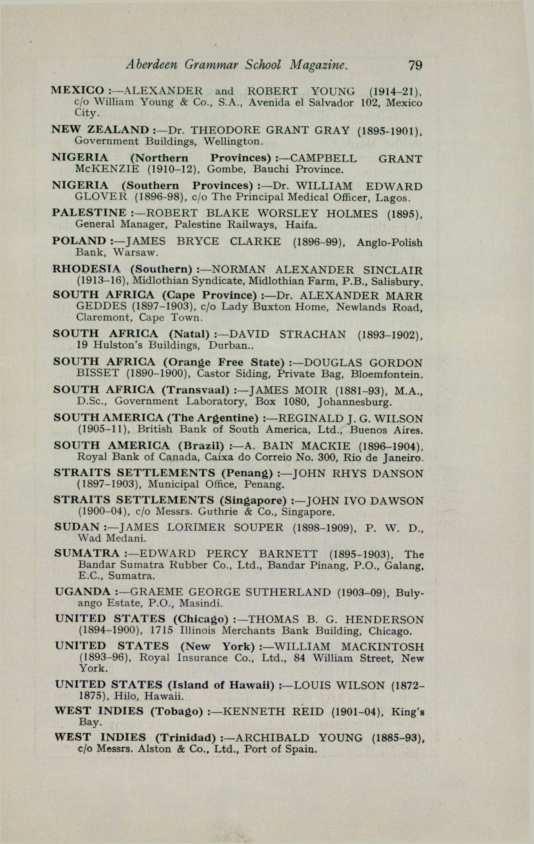 Aberdeen Grammar School Magazine. 79
MEXICO :—ALEXANDER and ROBERT YOUNG (1914–21),
c/o William Young & Co., S.A., Avenida el Salvador 102, Mexico
City.
NEW ZEALAND :—Dr. THEODORE GRANT GRAY (1895-1901),
Government Buildings, Wellington.
NIGERIA (Northern Provinces) :—CAMPBELL GRANT
McKENZIE (1910–12), Gombe, Bauchi Province.
NIGERIA (Southern Provinces) :—Dr. WILLIAM EDWARD
GLOVER (1896-98), c/o The Principal Medical Officer, Lagos.
PALESTINE :—ROBERT BLAKE WORSLEY HOLMES (1895),
General Manager, Palestine Railways, Haifa.
POLAND :—JAMES BRYCE CLARKE (1896-99), Anglo-Polish
Bank, Warsaw.
RHODESIA (Southern) :—NORMAN ALEXANDER SINCLAIR
(1913–16), Midlothian Syndicate, Midlothian Farm, P.B., Salisbury.
SOUTH AFRICA (Cape Province) :—Dr. ALEXANDER MARR
GEDDES (1897–1903), c/o Lady Buxton Home, Newlands Road,
Claremont, Cape Town.
SOUTH AFRICA (Natal) :—DAVID STRACHAN (1893–1902),
19 Hulston's Buildings, Durban..
SOUTH AFRICA (Orange Free State) :—DOUGLAS GORDON
BISSET (1890–1900), Castor Siding, Private Bag, Bloemfontein.
SOUTH AFRICA (Transvaal) :—JAMES MOIR (1881–93), M.A.,
D.Sc., Government Laboratory, Box 1080, Johannesburg.
SOUTH AMERICA (The Argentine) :—REGINALD J. G. WILSON
(1905–11), British Bank of South America, Ltd., Buenos Aires.
SOUTH AMERICA (Brazil) :—A. BAIN MACKIE (1896–1904),
Royal Bank of Canada, Caixa do Correio No. 300, Rio de Janeiro.
STRAITS SETTLEMENTS (Penang) :—JOHN RHYS DANSON
(1897–1903), Municipal Office, Penang.
STRAITS SETTLEMENTS (Singapore) :—JOHN IVO DAWSON
(1900–04), c/o Messrs. Guthrie & Co., Singapore.
SUDAN :—JAMES LORIMER SOUPER (1898-1909), P. W. D.,
Wad Medani.
SUMATRA :—EDWARD PERCY BARNETT (1895-1903), The
Bandar Sumatra Rubber Co., Ltd., Bandar Pinang, P.O., Galang,
E.C., Sumatra.
UGANDA :—GRAEME GEORGE SUTHERLAND (1903–09), Buly-
ango Estate, P.O., Masindi.
UNITED STATES (Chicago) :—THOMAS B. G. HENDERSON
(1894–1900), 1715 Illinois Merchants Bank Building, Chicago.
UNITED STATES (New York) :—WILLIAM MACKINTOSH
(1893–96), Royal Insurance Co., Ltd., 84 William Street, New
York.
UNITED STATES (Island of Hawaii) :—LOUIS WILSON (1872–
1875), Hilo, Hawaii.
WEST INDIES (Tobago) :—KENNETH REID (1901–04), King's
Bay.
WEST INDIES (Trinidad) :—ARCHIBALD YOUNG (1885-93),
c/o Messrs. Alston & Co., Ltd., Port of Spain.